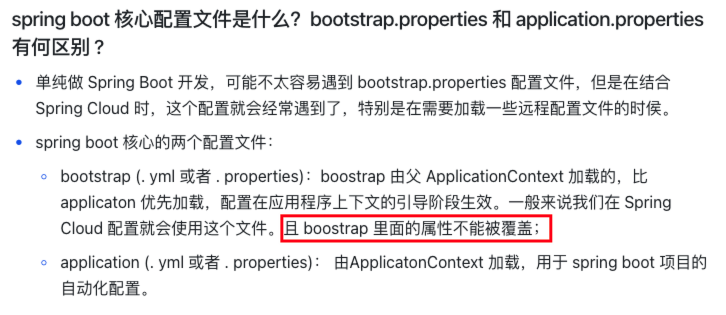 spring boot 核心配置文件是什么？bootstrap.properties 和 application.properties
有何区别 ?
单纯做 Spring Boot 开发，可能不太容易遇到 bootstrap.properties 配置文件，但是在结合
Spring Cloud 时，这个配置就会经常遇到了，特别是在需要加载一些远程配置文件的时侯。
spring boot 核心的两个配置文件：
bootstrap (. yml 或者 . properties)：boostrap 由父 ApplicationContext 加载的，比
applicaton 优先加载，配置在应用程序上下文的引导阶段生效。一般来说我们在 Spring
Cloud 配置就会使用这个文件。且 boostrap 里面的属性不能被覆盖；
application (. yml 或者 . properties)： 由ApplicatonContext 加载，用于 spring boot 项目的
自动化配置。